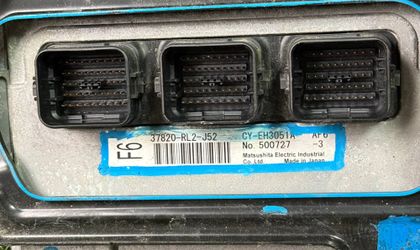 F6
37820-RL2-J52 CY-EH3051A AF6
No. 500727 -3
Matsushita Electric Industrial
Co.Ltd Made in Japan